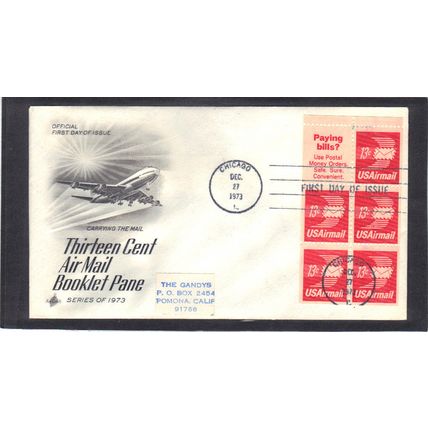 OFFICIAL
FIRST DAY OF ISSUE
CARRYING THE MAIL
Thirteen Cent
Air Mail
Booklet Pane
SERIES OF 1973
THE GANDYS
P. O. BOX 2454
POMONA, CALIF
91766
CHICAGO
DEC.
27
1973
FIRST DAY OF ISSUE
Paying
bills?
Use Postal
Money Orders.
Safe. Sure.
Convenient.
13c
USAirmail
13c
USAirmail
13c
USAirmail
13c
USAirmail
13c
USAirmail